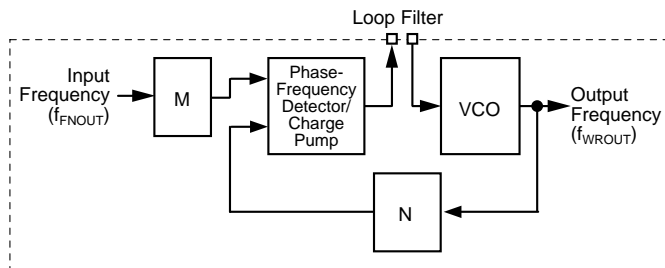 Loop Filter
Input
Frequency
(fFNOUT)
M
Phase-
Frequency
Detector/
Charge
Pump
VCO
Output
Frequency
(fWROUT)
N